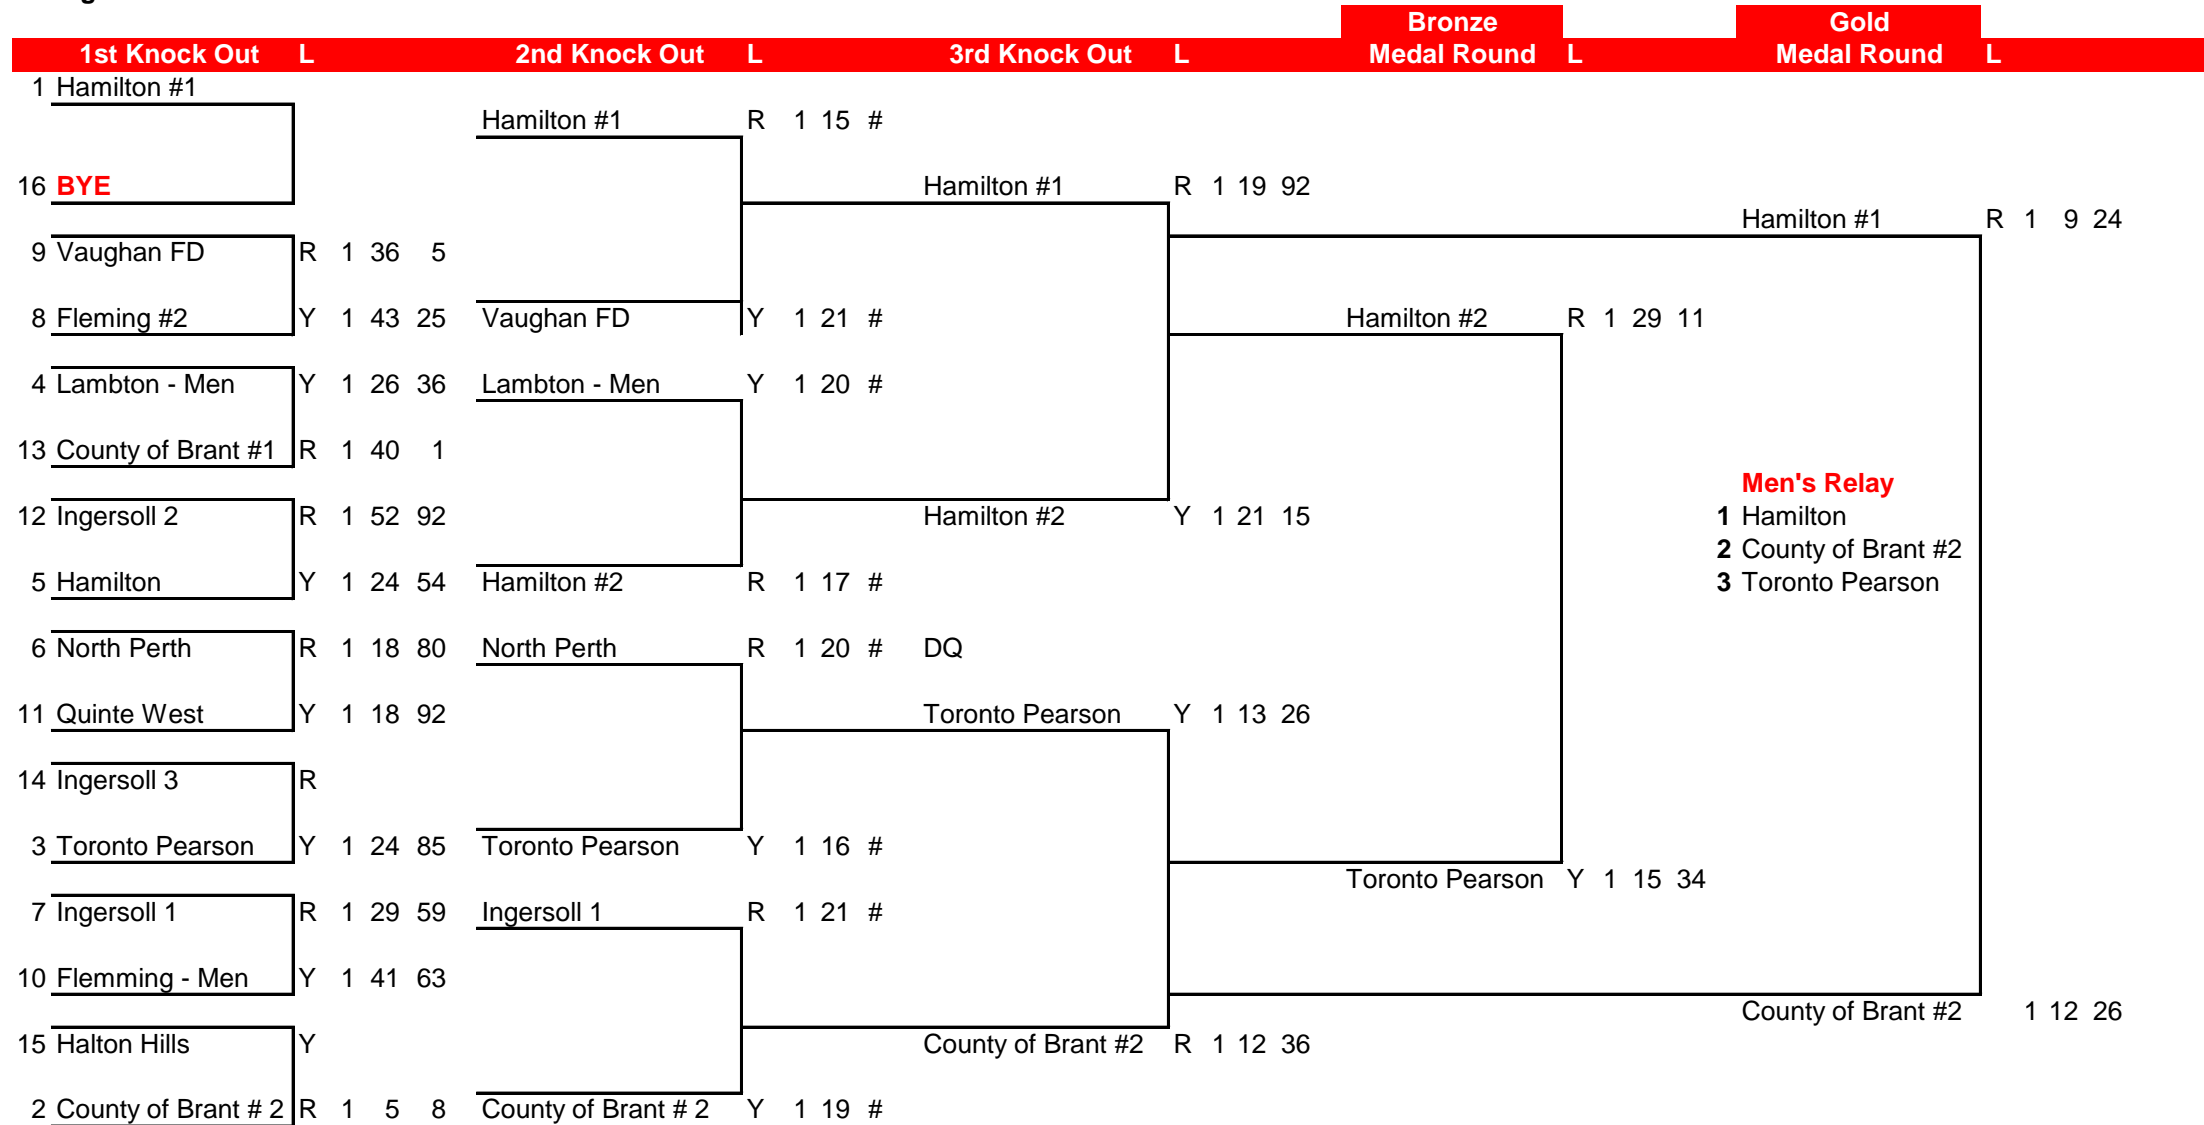 Bronze Gold
1st Knock Out L 2nd Knock Out L 3rd Knock Out L Medal Round L Medal Round L
1 Hamilton #1
Hamilton #1 R 1 15 #
16 BYE Hamilton #1 R 1 19 92
Hamilton #1 R 1 9 24
9 Vaughan FD R 1 36 5
8 Fleming #2 Y 1 43 25 Vaughan FD Y 1 21 # Hamilton #2 R 1 29 11
4 Lambton - Men Y 1 26 36 Lambton - Men Y 1 20 #
13 County of Brant #1 R 1 40 1
Men's Relay
12 Ingersoll 2 R 1 52 92 Hamilton #2 Y 1 21 15 1 Hamilton
2 County of Brant #2
5 Hamilton Y 1 24 54 Hamilton #2 R 1 17 # 3 Toronto Pearson
6 North Perth R 1 18 80 North Perth R 1 20 # DQ
11 Quinte West Y 1 18 92 Toronto Pearson Y 1 13 26
14 Ingersoll 3 R
3 Toronto Pearson Y 1 24 85 Toronto Pearson Y 1 16 #
Toronto Pearson Y 1 15 34
7 Ingersoll 1 R 1 29 59 Ingersoll 1 R 1 21 #
10 Flemming - Men Y 1 41 63
County of Brant #2 1 12 26
15 Halton Hills Y County of Brant #2 R 1 12 36
2 County of Brant # 2 R 1 5 8 County of Brant # 2 Y 1 19 #